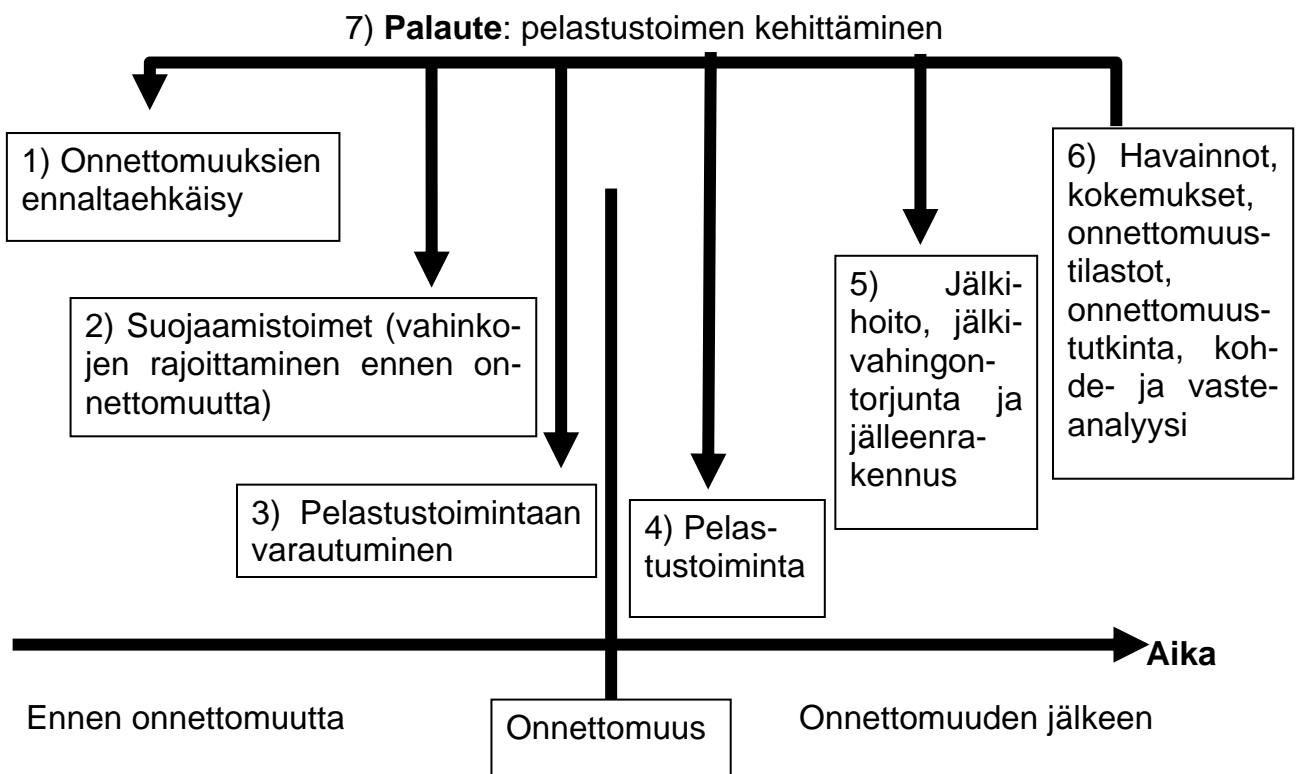 7) Palaute: pelastustoimen kehittäminen
1) Onnettomuuksien
ennaltaehkäisy
2) Suojaamistoimet (vahinko-
jen rajoittaminen ennen on-
nettomuutta)
3) Pelastustoimintaan
varautuminen
4) Pelas-
tustoiminta
5) Jälki-
hoito, jälki-
vahingon-
torjunta ja
jälleenra-
kennus
6) Havainnot,
kokemukset,
onnettomuus-
tilastot,
onnettomuus-
tutkinta, koh-
de- ja vaste-
analyysi
Aika
Ennen onnettomuutta
Onnettomuus
Onnettomuuden jälkeen